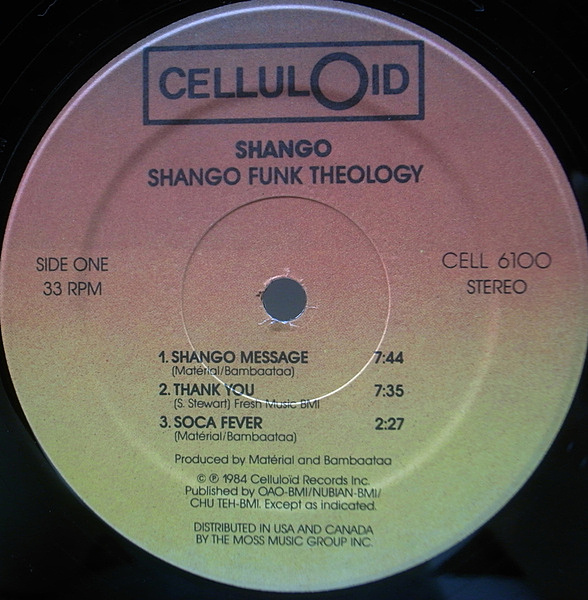 CELLULOID
SHANGO
SHANGO FUNK THEOLOGY
SIDE ONE
33 RPM
CELL 6100
STEREO
1. SHANGO MESSAGE 7:44
(Matérial/Bambaataa)
2. THANK YOU 7:35
(S. Stewart) Fresh Music BMI
3. SOCA FEVER 2:27
(Matérial/Bambaataa)
Produced by Matérial and Bambaataa
© ℗ 1984 Celluloïd Records Inc.
Published by OAO-BMI/NUBIAN-BMI/
CHU TEH-BMI. Except as indicated.
DISTRIBUTED IN USA AND CANADA
BY THE MOSS MUSIC GROUP INC.